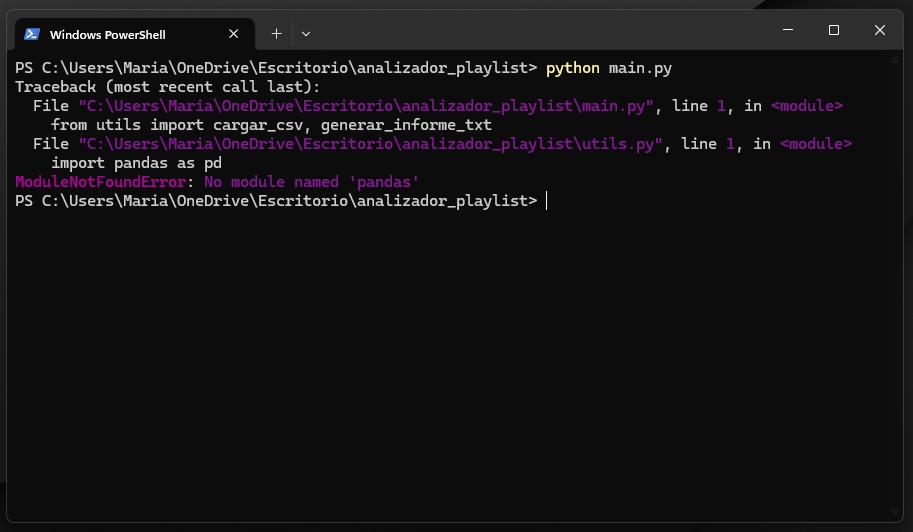 Windows PowerShell
PS C:\Users\Maria\OneDrive\Escritorio\analizador_playlist> python main.py
Traceback (most recent call last):
  File "C:\Users\Maria\OneDrive\Escritorio\analizador_playlist\main.py", line 1, in <module>
    from utils import cargar_csv, generar_informe_txt
  File "C:\Users\Maria\OneDrive\Escritorio\analizador_playlist\utils.py", line 1, in <module>
    import pandas as pd
ModuleNotFoundError: No module named 'pandas'
PS C:\Users\Maria\OneDrive\Escritorio\analizador_playlist>